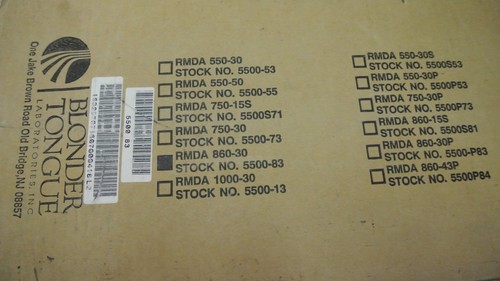 BLONDER
TONGUE
LABORATORIES, INC.
One Jake Brown Road Old Bridge, NJ 08857
5500 83
RMDA 550-30
STOCK NO. 5500-53
RMDA 550-50
STOCK NO. 5500-55
RMDA 750-15S
STOCK NO. 5500S71
RMDA 750-30
STOCK NO. 5500-73
RMDA 860-30
STOCK NO. 5500-83
RMDA 1000-30
STOCK NO. 5500-13
RMDA 550-30S
STOCK NO. 5500S53
RMDA 550-30P
STOCK NO. 5500P53
RMDA 750-30P
STOCK NO. 5500P73
RMDA 860-15S
STOCK NO. 5500S81
RMDA 860-30P
STOCK NO. 5500-P83
RMDA 860-43P
STOCK NO. 5500P84